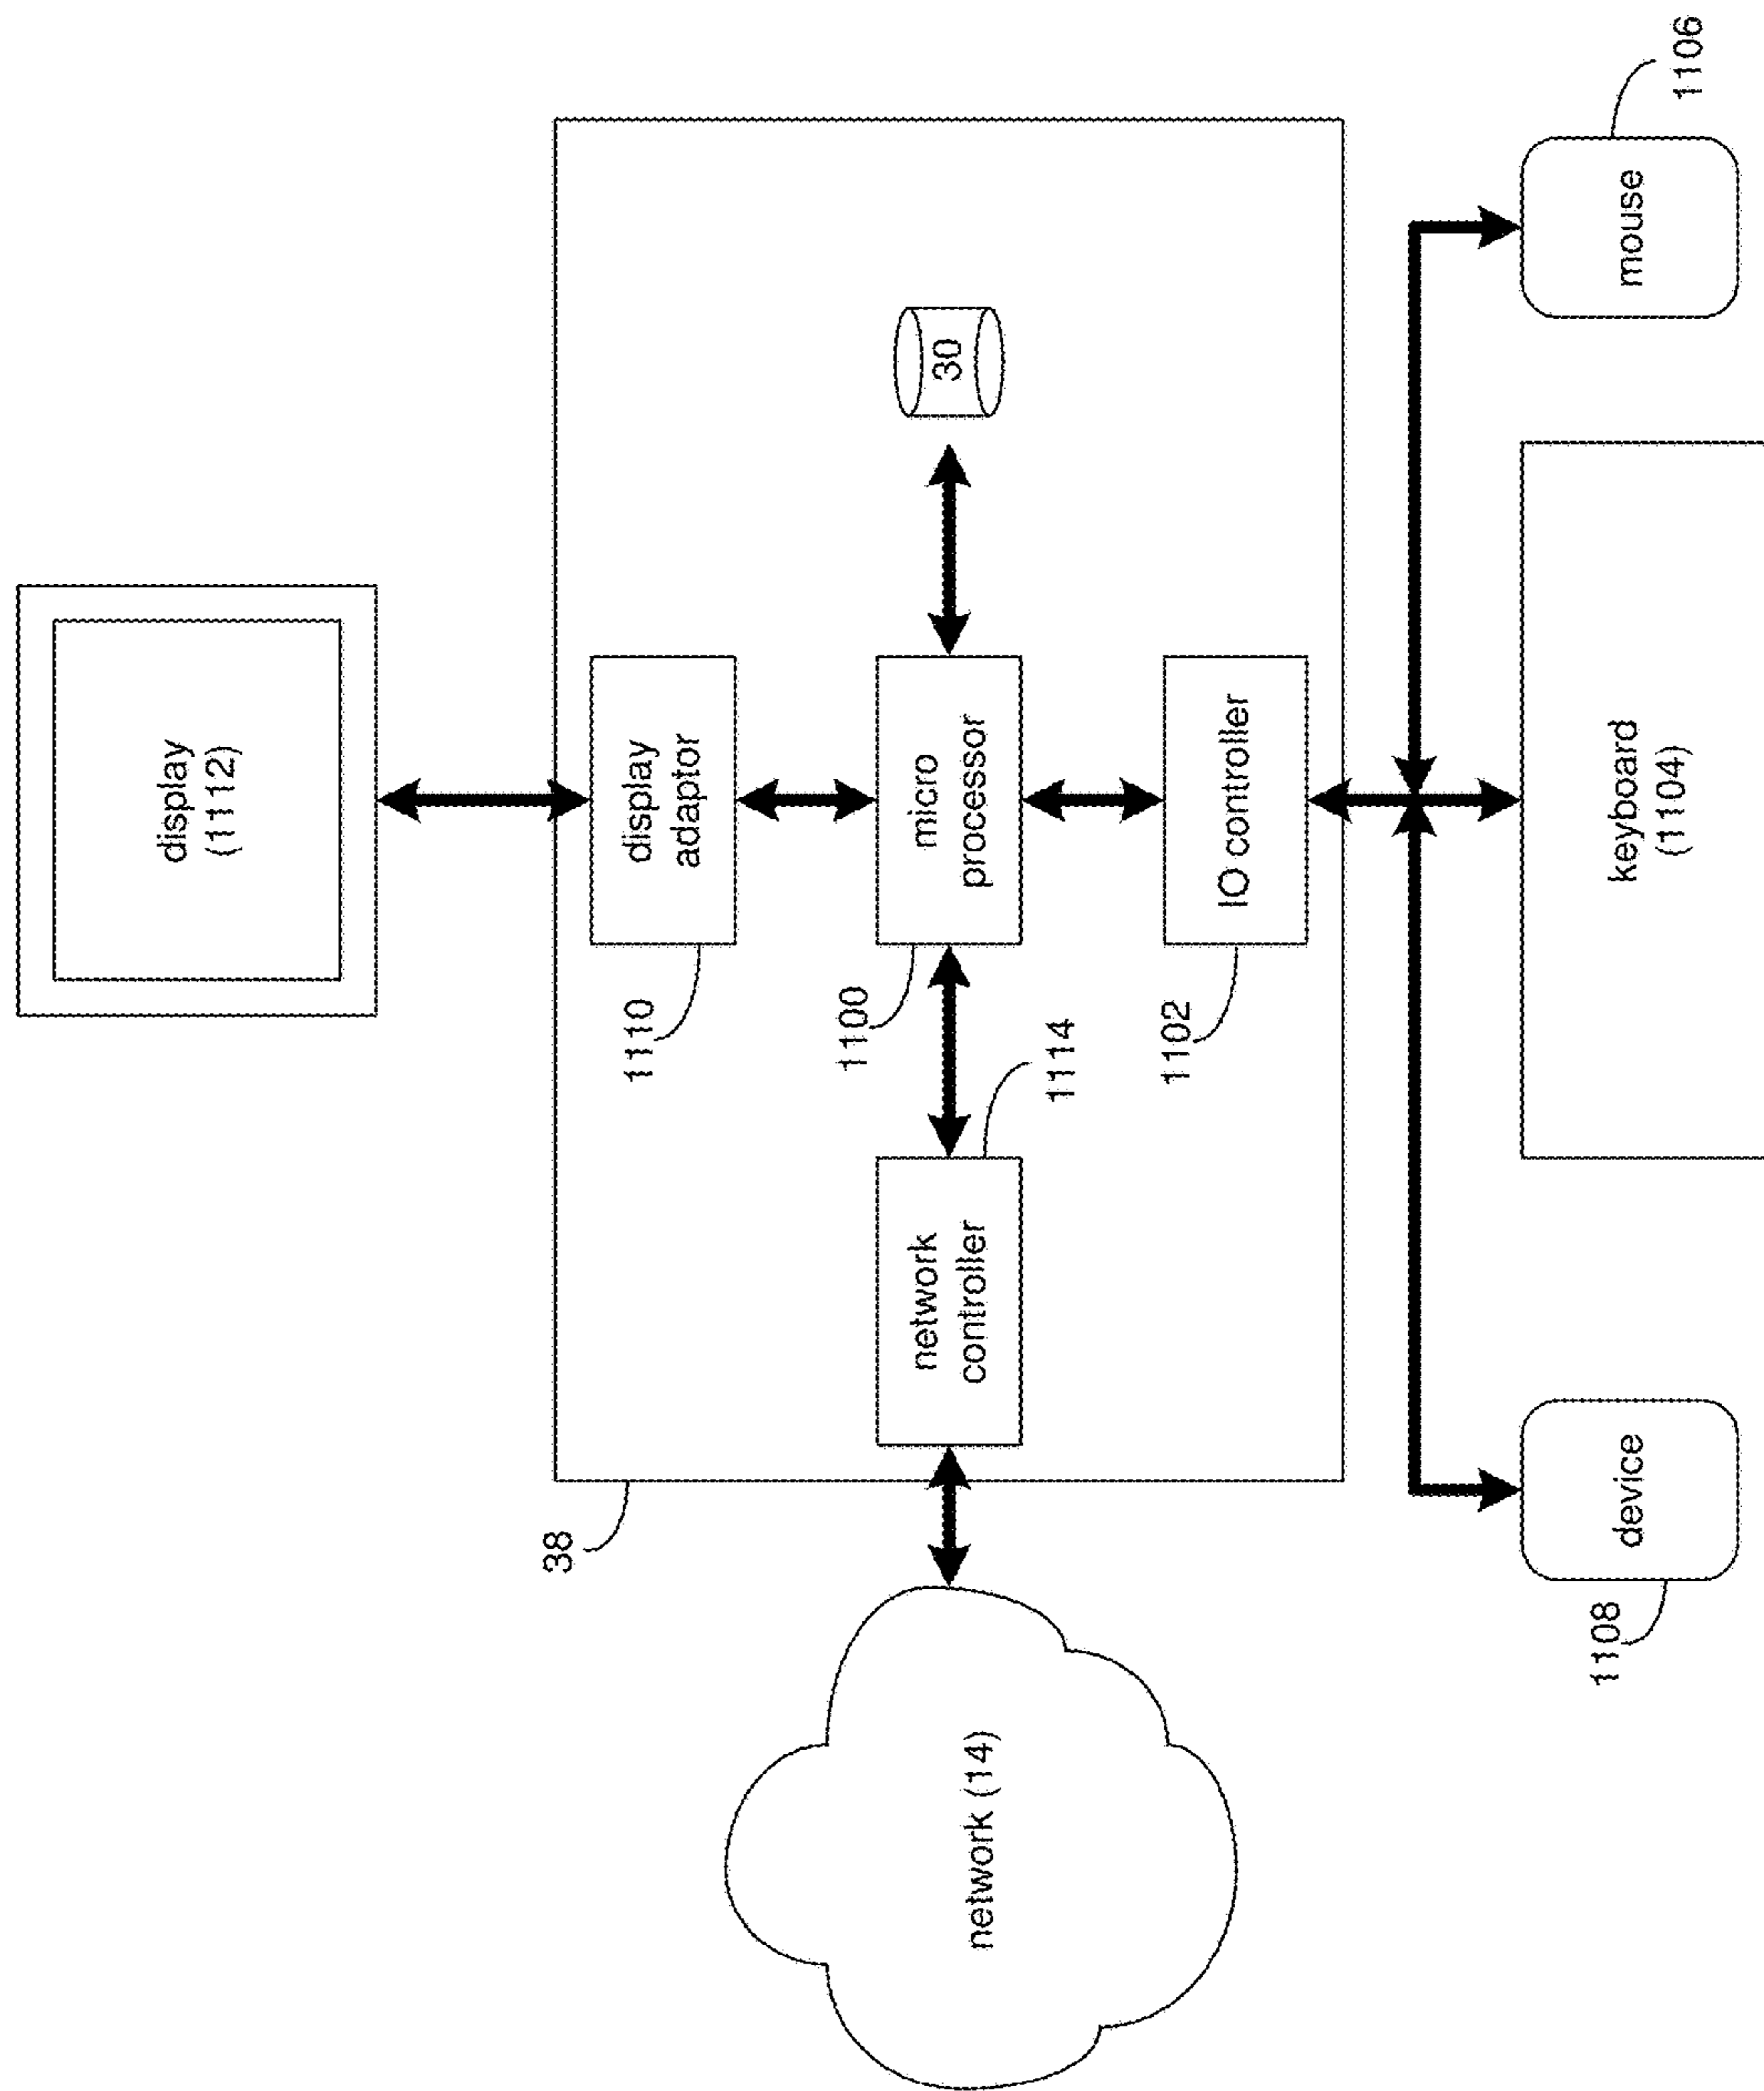 display
(1112)
38
1110
display
adaptor
1100
network
controller
micro
processor
30
network (14)
1114
1102
IO controller
1108
device
keyboard
(1104)
mouse
1106